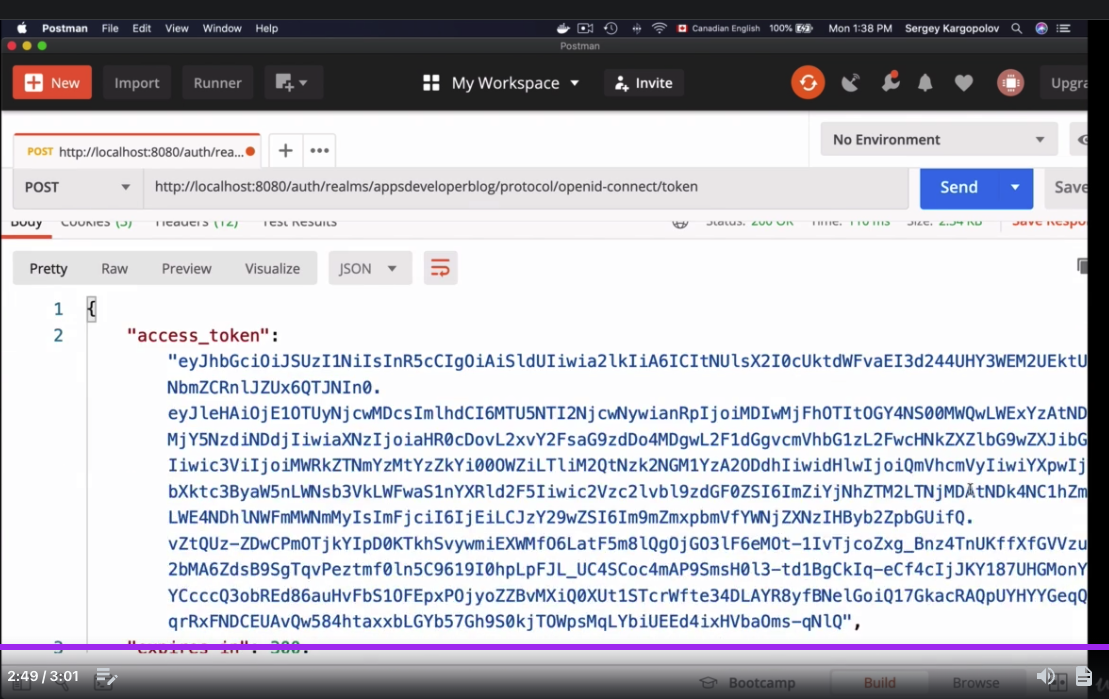 Postman File Edit View Window Help Canadian English 100% Mon 1:38 PM Sergey Kargopolov
Postman
New Import Runner My Workspace Invite Upgra
POST http://localhost:8080/auth/rea... + ••• No Environment
POST http://localhost:8080/auth/realms/appsdeveloperblog/protocol/openid-connect/token Send Save
Body Cookies (5) Headers (12) Test Results Status: 200 OK Time: 110 ms Size: 2.34 KB Save Respo
Pretty Raw Preview Visualize JSON
1 {
2 "access_token":
"eyJhbGciOiJSUzI1NiIsInR5cCIgOiAiSldUIiwia2lkIiA6ICItNUlsX2I0cUktdWFvaEI3d244UHY3WEM2UEktU
NbmZCRnlJZUx6QTJNIn0.
eyJleHAiOjE1OTUyNjcwMDcsImlhdCI6MTU5NTI2NjcwNywianRpIjoiMDIwMjFhOTItOGY4NS00MWQwLWExYzAtND
MjY5NzdiNDdjIiwiaXNzIjoiaHR0cDovL2xvY2FsaG9zdDo4MDgwL2F1dGgvcmVhbG1zL2FwcHNkZXZlbG9wZXJibG
Iiwic3ViIjoiMWRkZTNmYzMtYzZkYi00OWZiLTliM2QtNzk2NGM1YzA2ODdhIiwidHlwIjoiQmVhcmVyIiwiYXpwIj
bXktc3ByaW5nLWNsb3VkLWFwaS1nYXRld2F5Iiwic2Vzc2lvbl9zdGF0ZSI6ImZiYjNhZTM2LTNjMDAtNDk4NC1hZm
LWE4NDhlNWFmMWNmMyIsImFjciI6IjEiLCJzY29wZSI6Im9mZmxpbmVfYWNjZXNzIHByb2ZpbGUifQ.
vZtQUz-ZDwCPmOTjkYIpD0KTkhSvywmiEXWMfO6LatF5m8lQgOjGO3lF6eMOt-1IvTjcoZxg_Bnz4TnUKffXfGVVzu
2bMA6ZdsB9SgTqvPeztmf0ln5C9619I0hpLpFJL_UC4SCoc4mAP9SmsH0l3-td1BgCkIq-eCf4cIjJKY187UHGMonY
YCcccQ3obREd86auHvFbS1OFEpxPOjyoZZBvMXiQ0XUt1STCrWfte34DLAYR8yfBNelGoiQ17GkacRAQpUYHYYGeqQ
qrRxFNDCEUAvQw584htaxxbLGYb57Gh9S0kjTOWpsMqLYbiUEEd4ixHVbaOms-qNlQ",
3 "expires_in": 300,
2:49 / 3:01 Bootcamp Build Browse